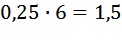 0,25 · 6 = 1,5